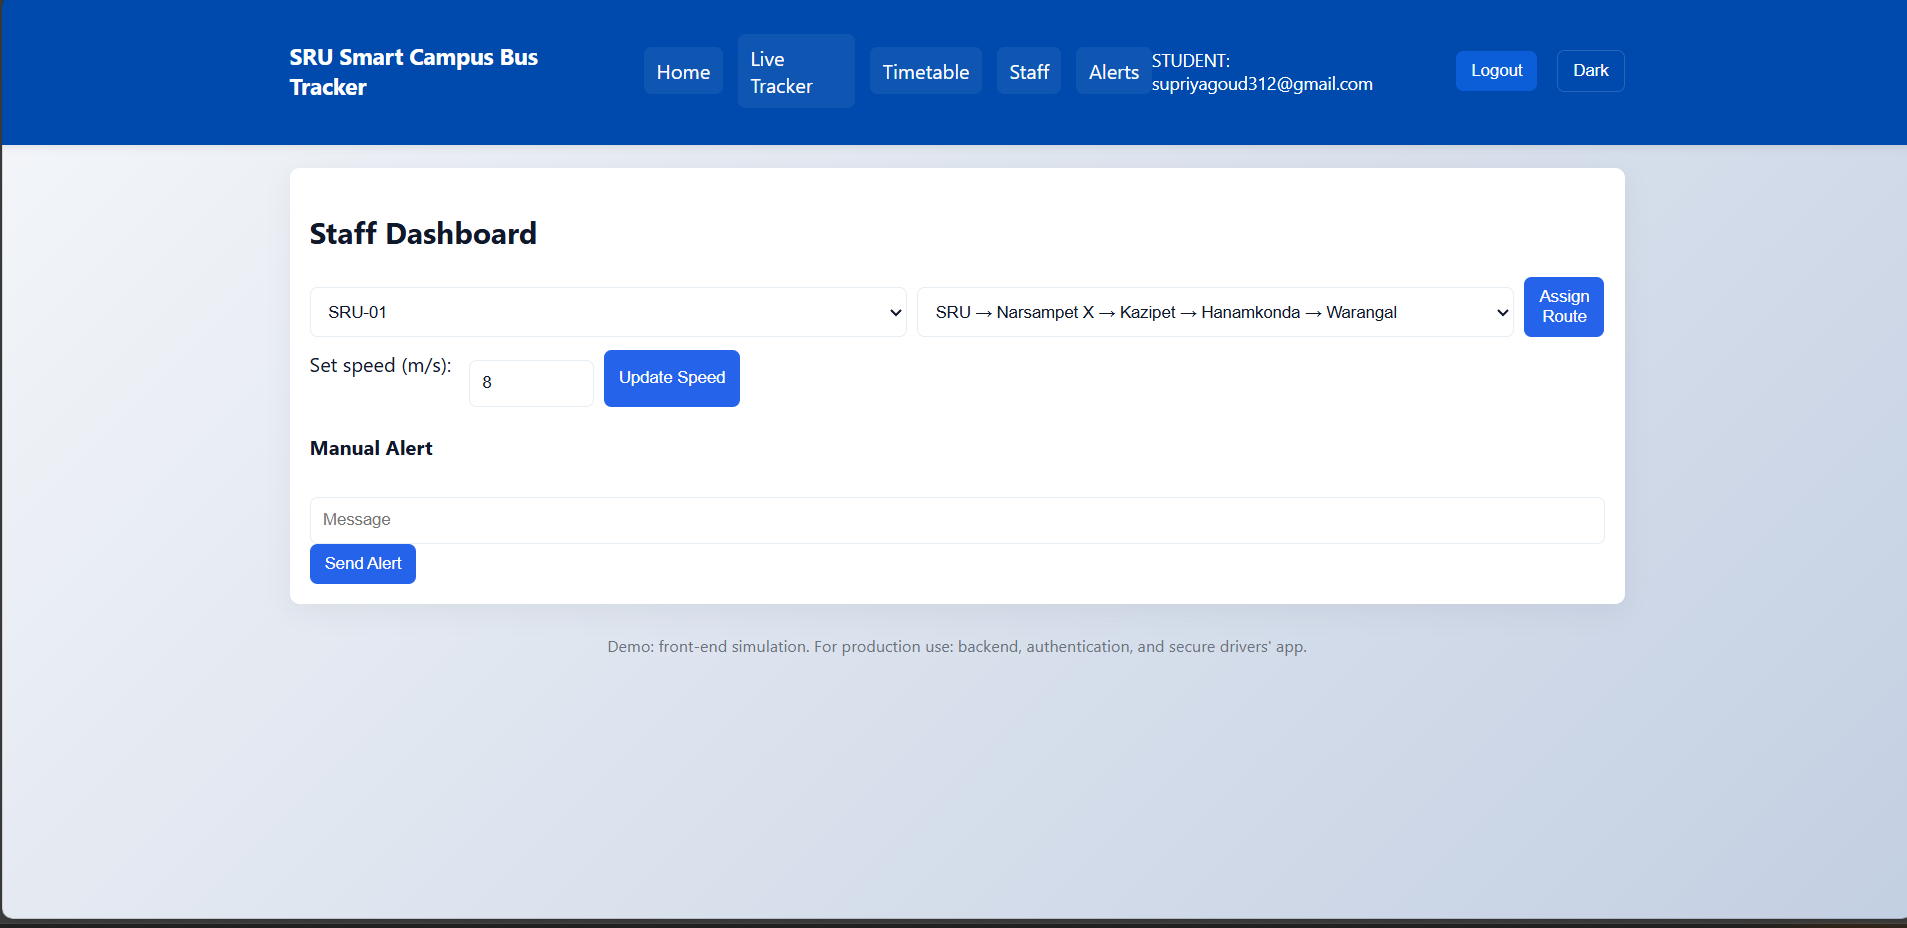 SRU Smart Campus Bus
Tracker
Home
Live
Tracker
Timetable
Staff
Alerts
STUDENT:
supriyagoud312@gmail.com
Logout
Dark
Staff Dashboard
SRU-01
SRU → Narsampet X → Kazipet → Hanamkonda → Warangal
Assign
Route
Set speed (m/s):
8
Update Speed
Manual Alert
Message
Send Alert
Demo: front-end simulation. For production use: backend, authentication, and secure drivers' app.